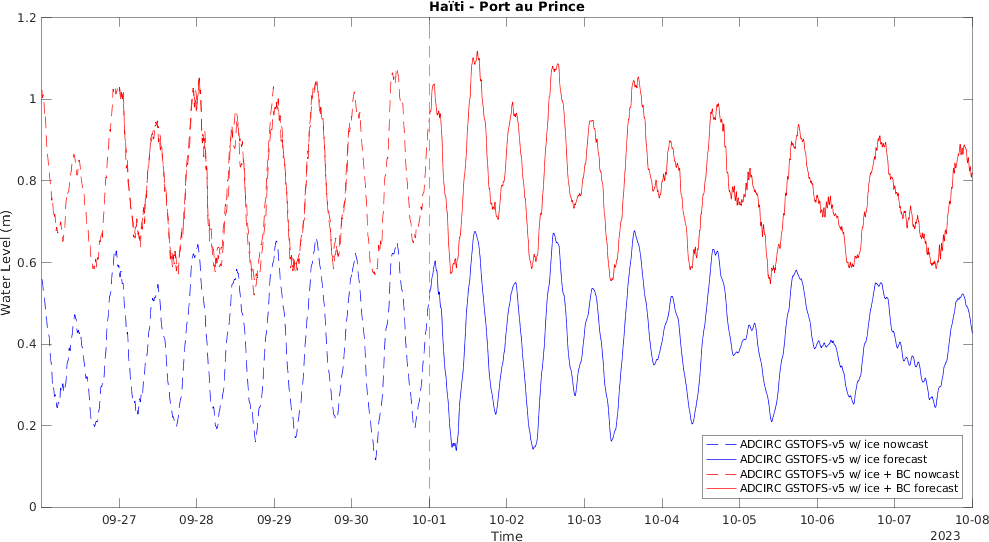 Haïti - Port au Prince
Water Level (m)
1.2
1
0.8
0.6
0.4
0.2
0
09-27 09-28 09-29 09-30 10-01 10-02 10-03 10-04 10-05 10-06 10-07 10-08
Time
2023
ADCIRC GSTOFS-v5 w/ ice nowcast
ADCIRC GSTOFS-v5 w/ ice forecast
ADCIRC GSTOFS-v5 w/ ice + BC nowcast
ADCIRC GSTOFS-v5 w/ ice + BC forecast